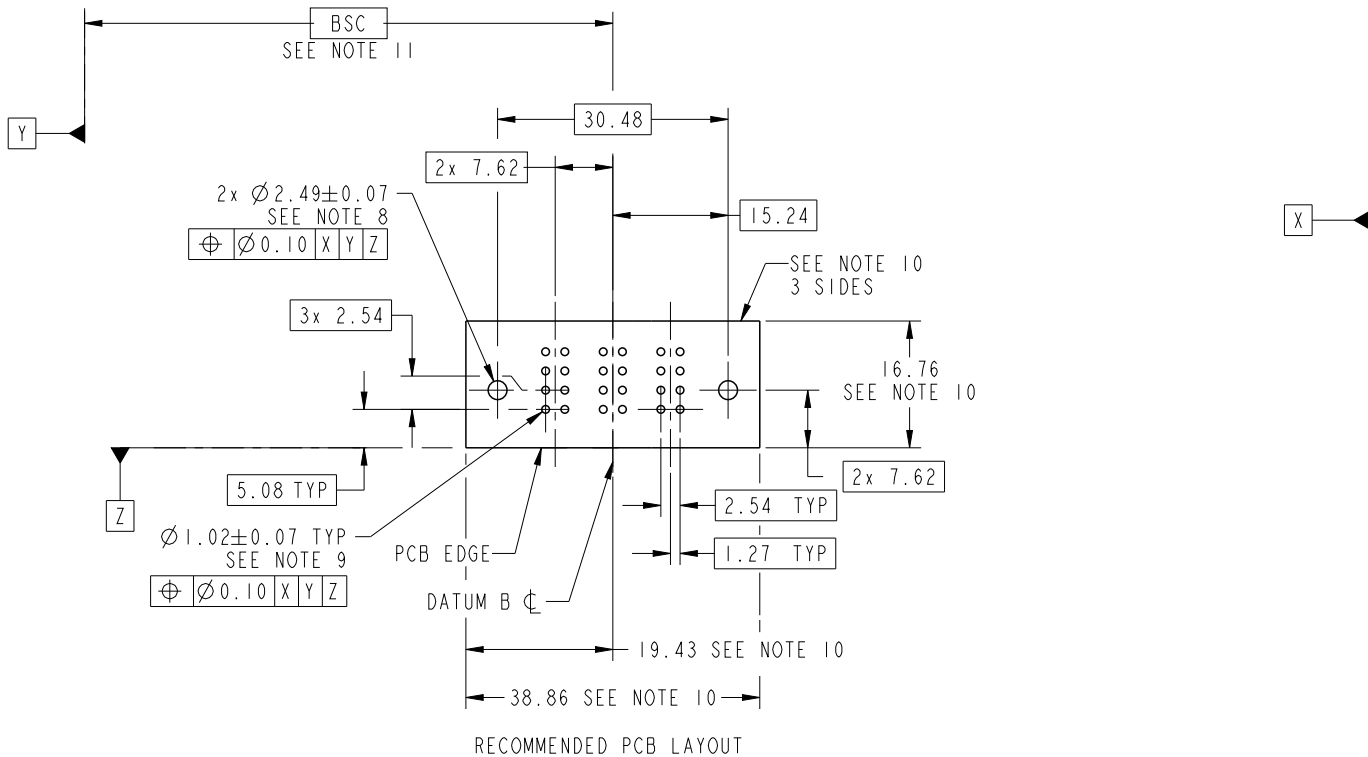 BSC
SEE NOTE 11
Y
30.48
2x 7.62
2x Ø2.49±0.07
SEE NOTE 8
⌖ Ø0.10 X Y Z
15.24
X
SEE NOTE 10
3 SIDES
3x 2.54
16.76
SEE NOTE 10
5.08 TYP
2x 7.62
Z
2.54 TYP
Ø1.02±0.07 TYP
SEE NOTE 9
⌖ Ø0.10 X Y Z
PCB EDGE
1.27 TYP
DATUM B ℄
19.43 SEE NOTE 10
38.86 SEE NOTE 10
RECOMMENDED PCB LAYOUT